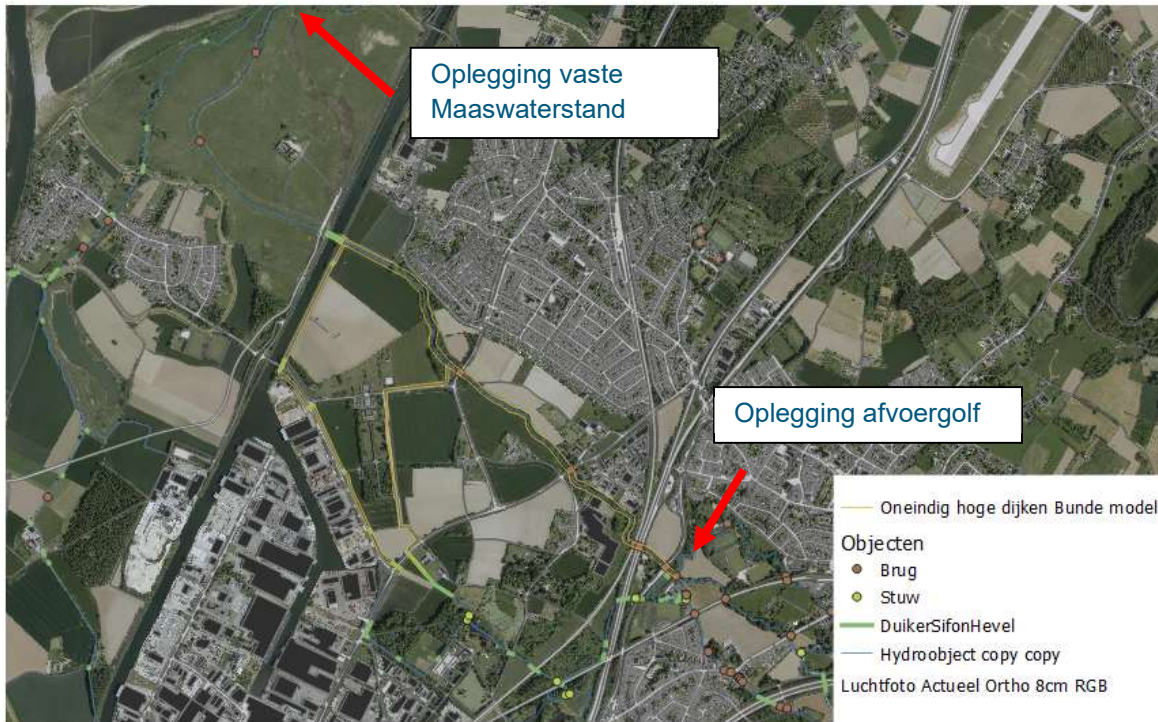 Oplegging vaste
Maaswaterstand
Oplegging afvoergolf
Oneindig hoge dijken Bunde model
Objecten
Brug
Stuw
DuikerSifonHevel
Hydroobject copy copy
Luchtfoto Actueel Ortho 8cm RGB